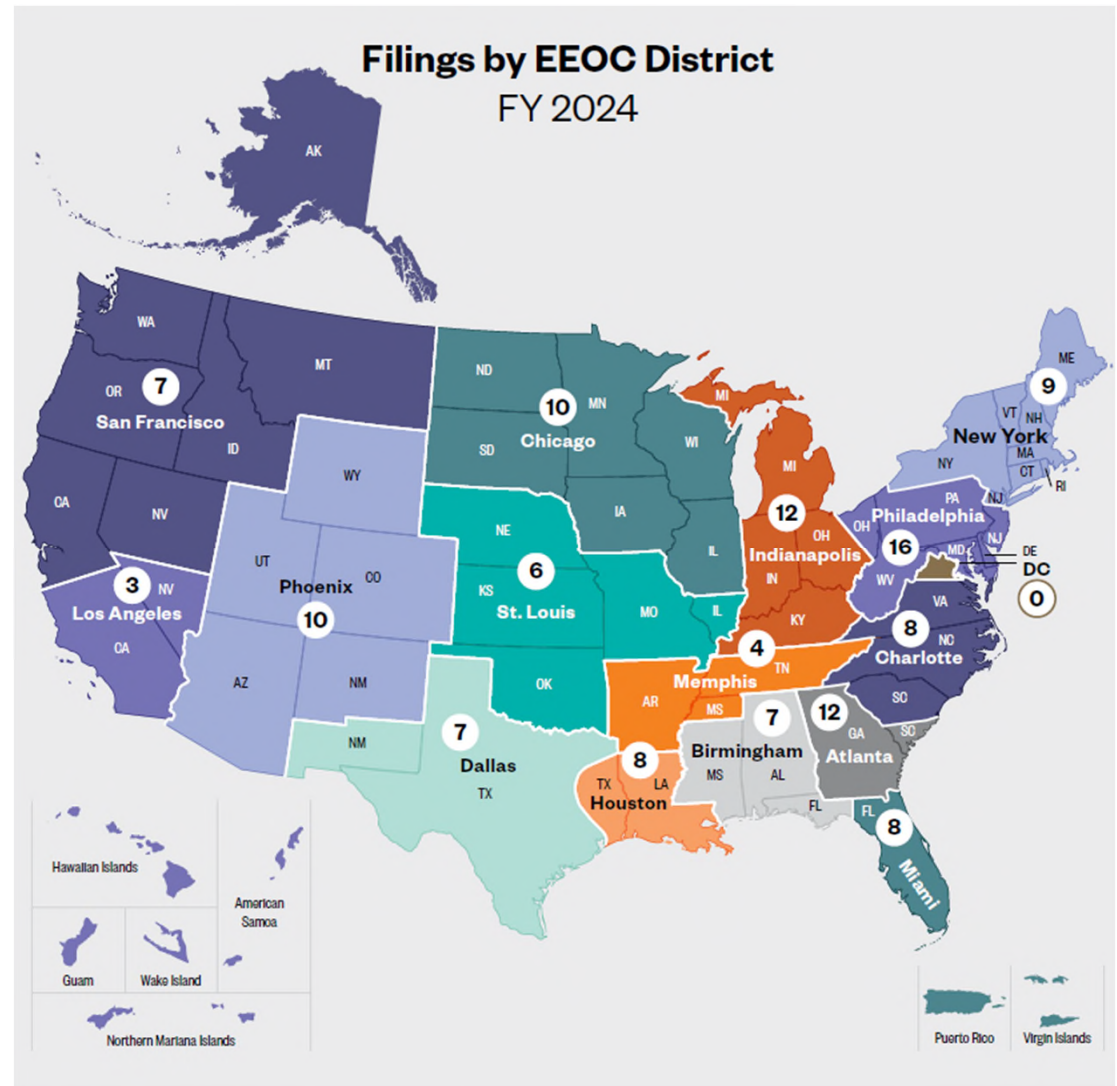 Filings by EEOC District
FY 2024
AK
WA
MT
OR
7
San Francisco
ID
CA
NV
ND
MN
10
Chicago
SD
WI
IA
IL
MI
MI
12
OH
Indianapolis
IN
KY
ME
9
VT
NH
New York
NY
MA
CT
RI
PA
NJ
Philadelphia
OH
16
NJ
MD
DE
DC
0
WV
WY
UT
CO
Phoenix
10
AZ
NM
3
NV
Los Angeles
CA
NE
6
KS
St. Louis
MO
IL
OK
4
TN
Memphis
AR
MS
VA
8
NC
Charlotte
SC
7
Birmingham
MS
AL
FL
12
GA
SC
Atlanta
NM
7
Dallas
TX
8
TX
LA
Houston
FL
8
Miami
Hawaiian Islands
American
Samoa
Guam
Wake Island
Northern Mariana Islands
Puerto Rico
Virgin Islands